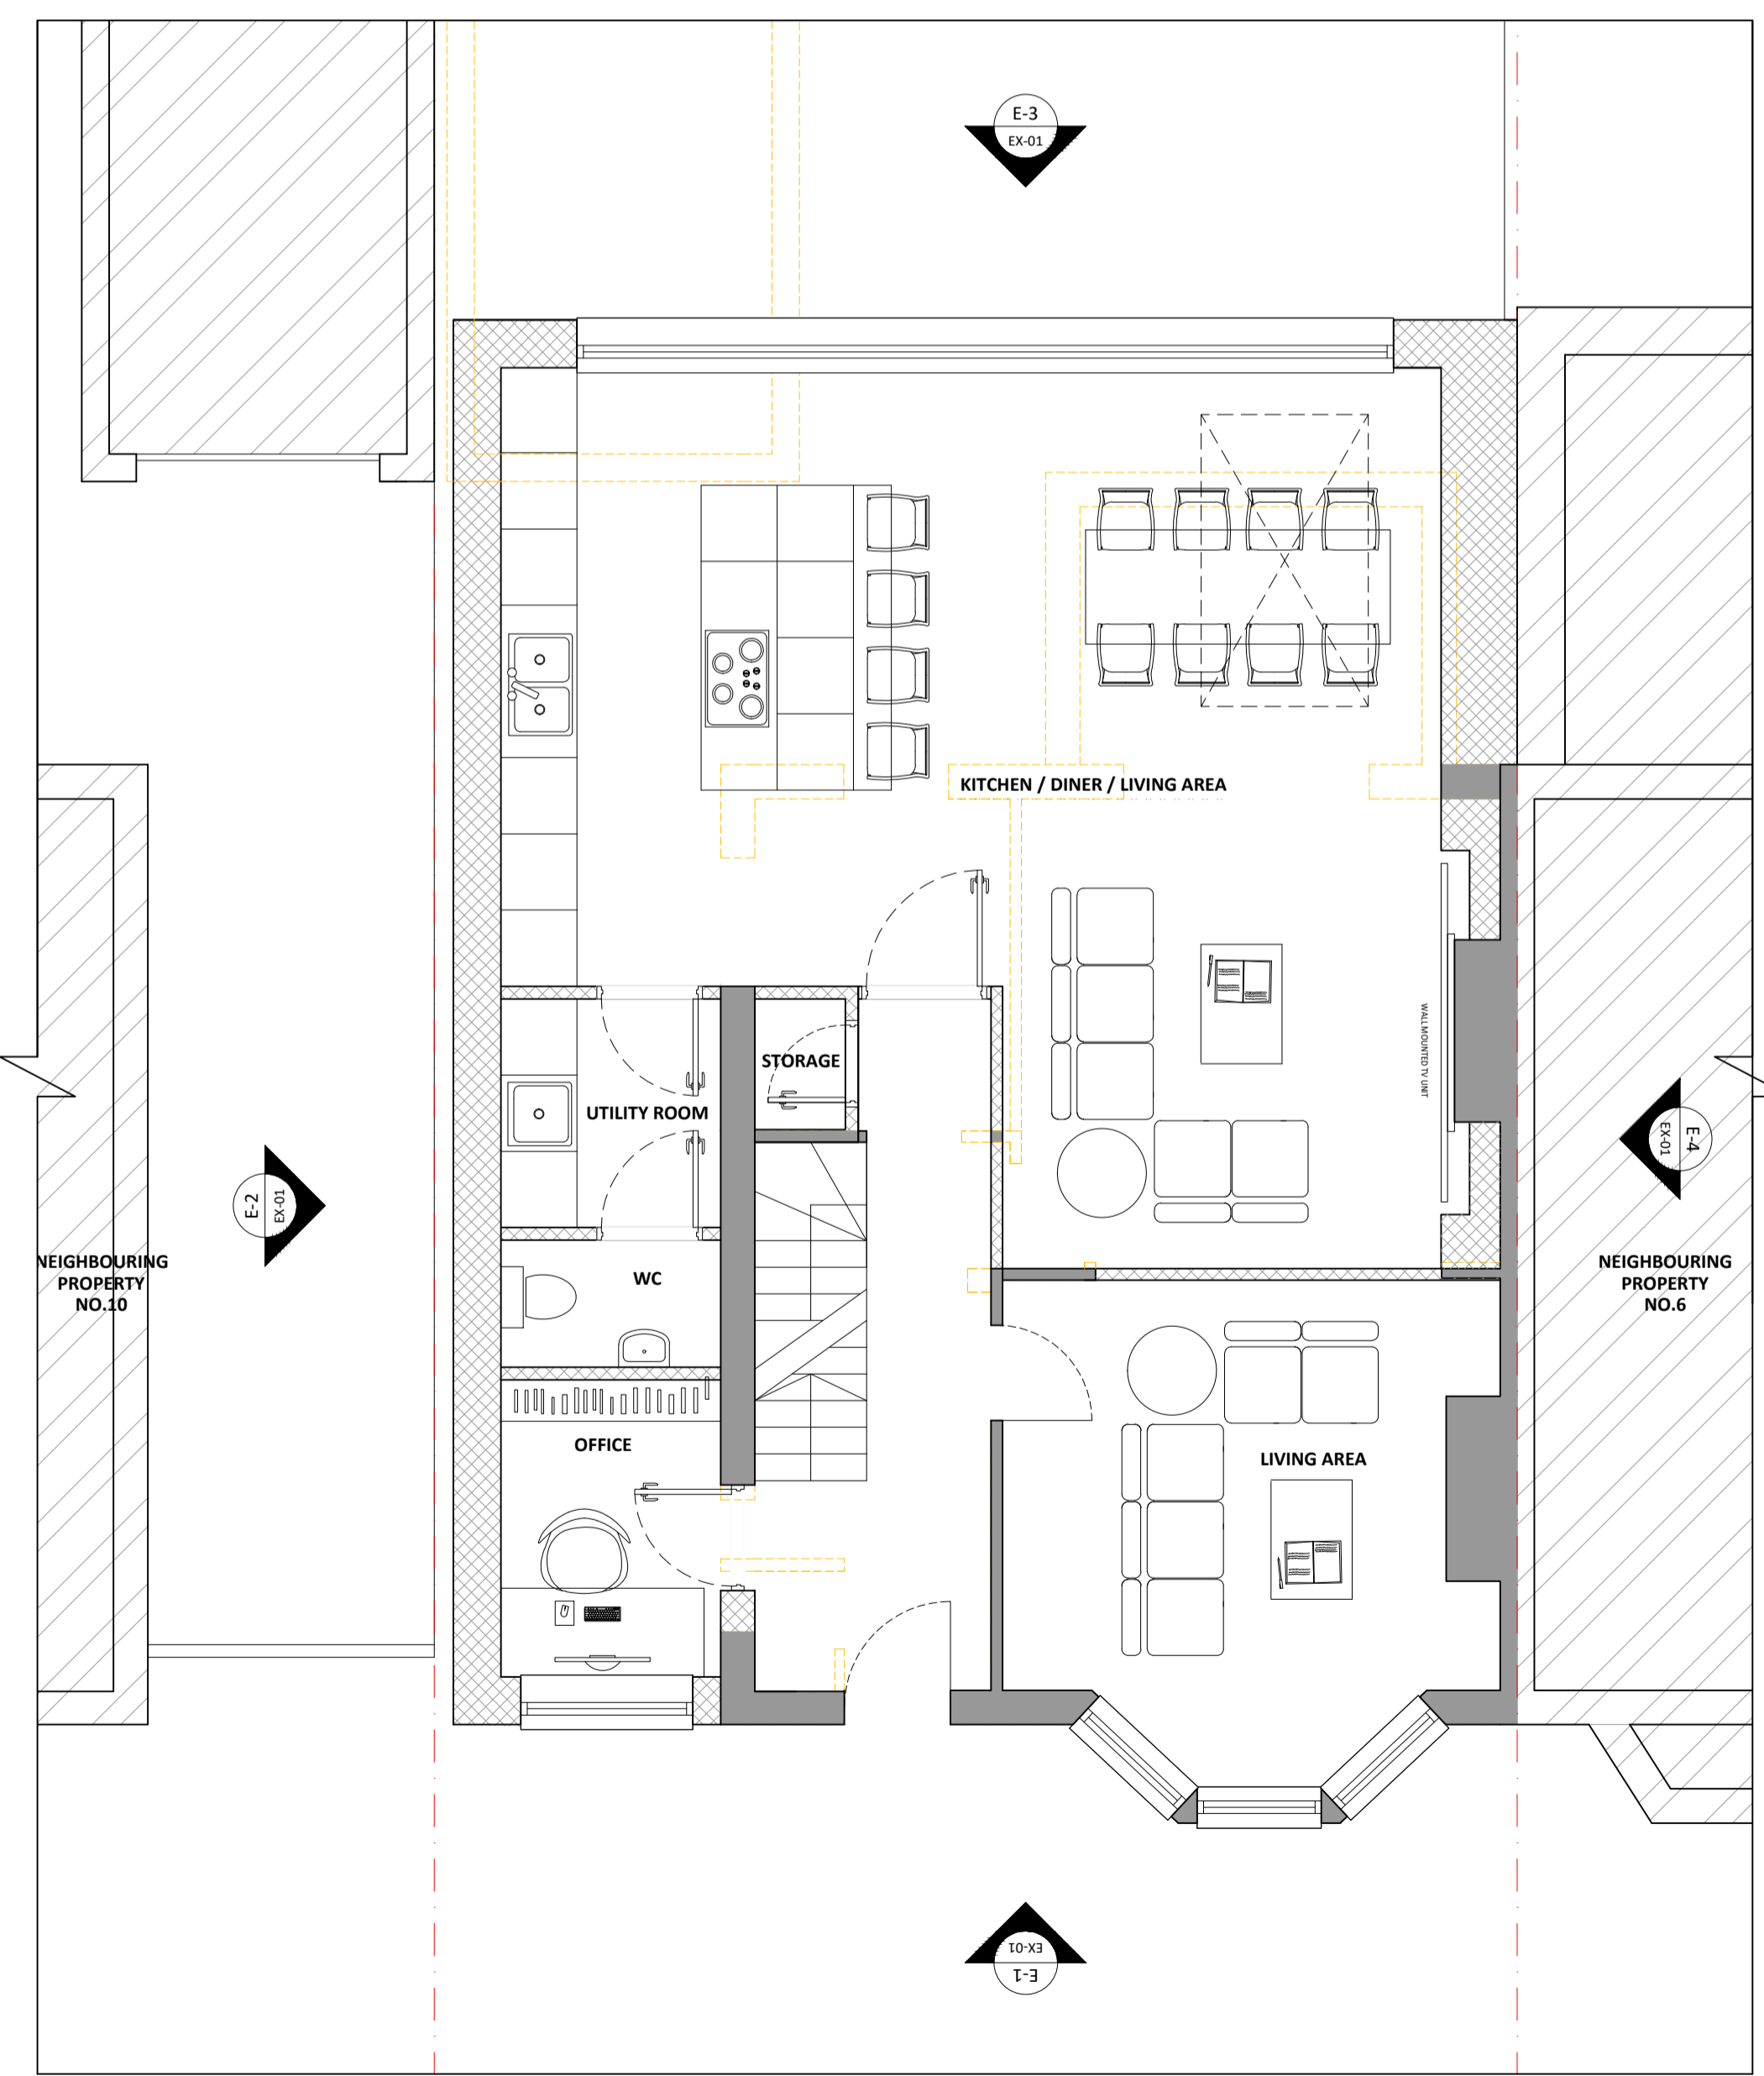 E-3
EX-01
KITCHEN / DINER / LIVING AREA
WALL MOUNTED TV UNIT
STORAGE
UTILITY ROOM
E-4
EX-01
E-2
EX-01
NEIGHBOURING
PROPERTY
NO.10
WC
NEIGHBOURING
PROPERTY
NO.6
OFFICE
LIVING AREA
EX-01
E-1